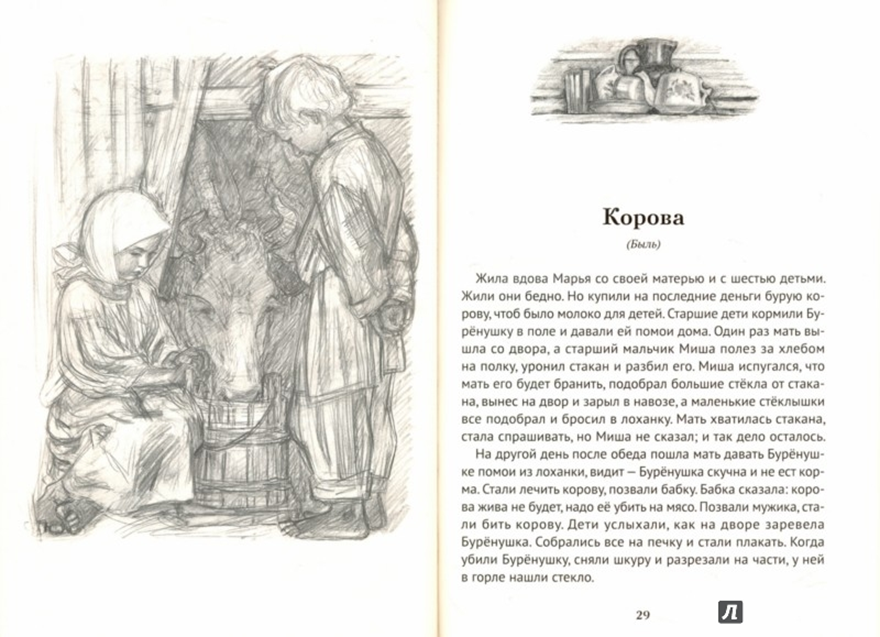 Корова
(Быль)
Жила вдова Марья со своей матерью и с шестью детьми.
Жили они бедно. Но купили на последние деньги бурую ко-
рову, чтоб было молоко для детей. Старшие дети кормили Бу-
рёнушку в поле и давали ей помои дома. Один раз мать вы-
шла со двора, а старший мальчик Миша полез за хлебом
на полку, уронил стакан и разбил его. Миша испугался, что
мать его будет бранить, подобрал большие стёкла от стака-
на, вынес на двор и зарыл в навозе, а маленькие стёклышки
все подобрал и бросил в лоханку. Мать хватилась стакана,
стала спрашивать, но Миша не сказал; и так дело осталось.
На другой день после обеда пошла мать давать Бурёнуш-
ке помои из лоханки, видит — Бурёнушка скучна и не ест кор-
ма. Стали лечить корову, позвали бабку. Бабка сказала: коро-
ва жива не будет, надо её убить на мясо. Позвали мужика, ста-
ли бить корову. Дети услыхали, как на дворе заревела
Бурёнушка. Собрались все на печку и стали плакать. Когда
убили Бурёнушку, сняли шкуру и разрезали на части, у ней
в горле нашли стекло.
29
Л